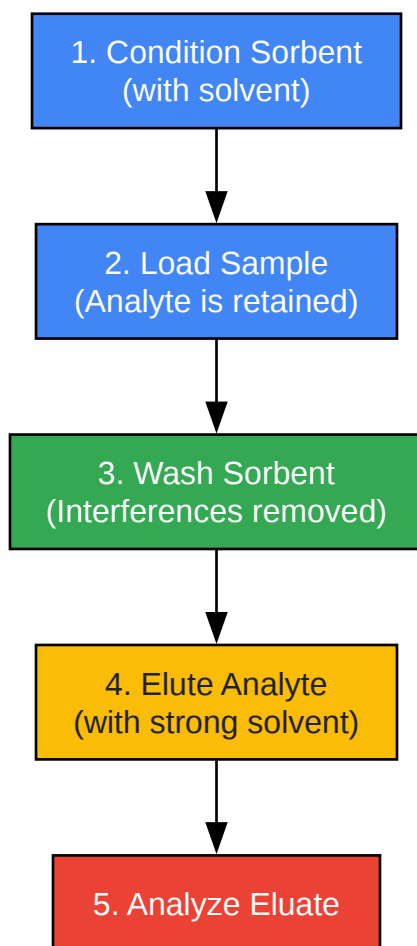 1. Condition Sorbent
(with solvent)
2. Load Sample
(Analyte is retained)
3. Wash Sorbent
(Interferences removed)
4. Elute Analyte
(with strong solvent)
5. Analyze Eluate